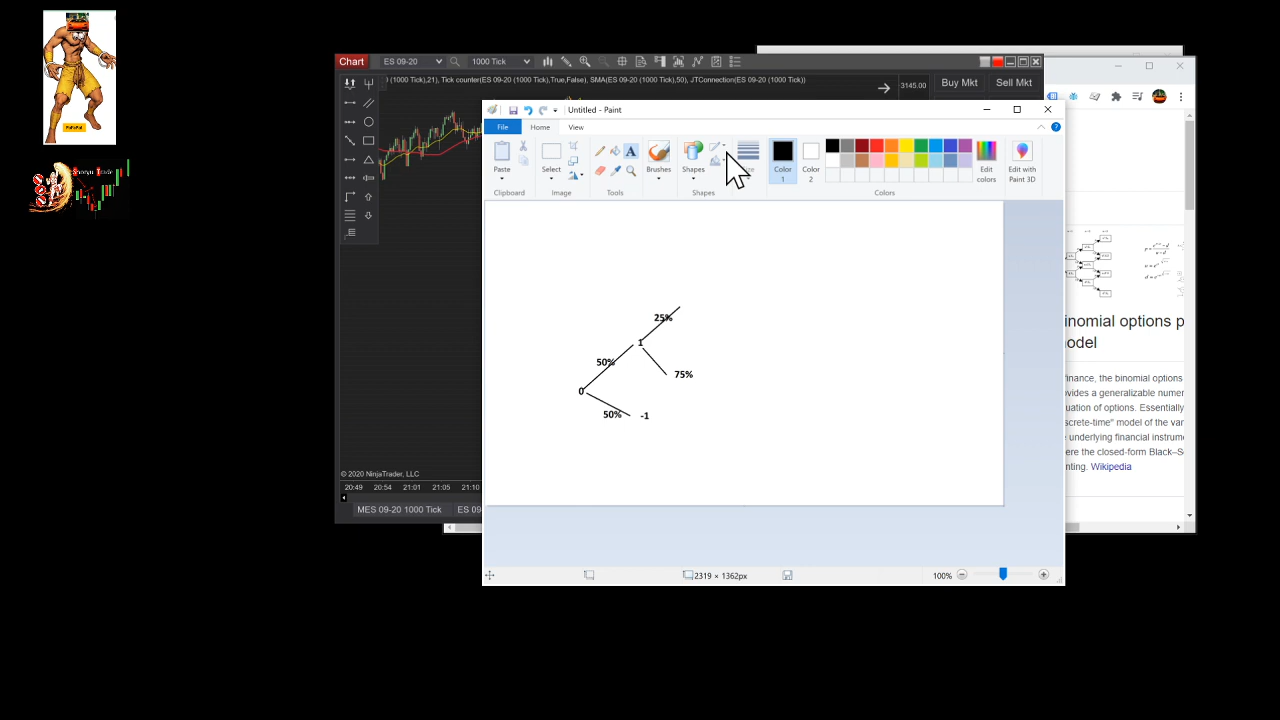 PaPaPal
Shoryu Trade
Chart
ES 09-20
1000 Tick
(1000 Tick),21), Tick counter(ES 09-20 (1000 Tick),True,False), SMA(ES 09-20 (1000 Tick),50), JTConnection(ES 09-20 (1000 Tick))
3145.00
Buy Mkt
Sell Mkt
Untitled - Paint
File
Home
View
Paste
Select
Brushes
Shapes
Color
1
Color
2
Edit
colors
Edit with
Paint 3D
Clipboard
Image
Tools
Shapes
Colors
25%
1
50%
75%
0
50%
-1
© 2020 NinjaTrader, LLC
20:49
20:54
21:01
21:05
21:10
MES 09-20 1000 Tick
ES 09
inomial options p
odel
finance, the binomial options
vides a generalizable numer
uation of options. Essentially
screte-time" model of the var
underlying financial instrum
ere the closed-form Black–S
nting. Wikipedia
2319 × 1362px
100%